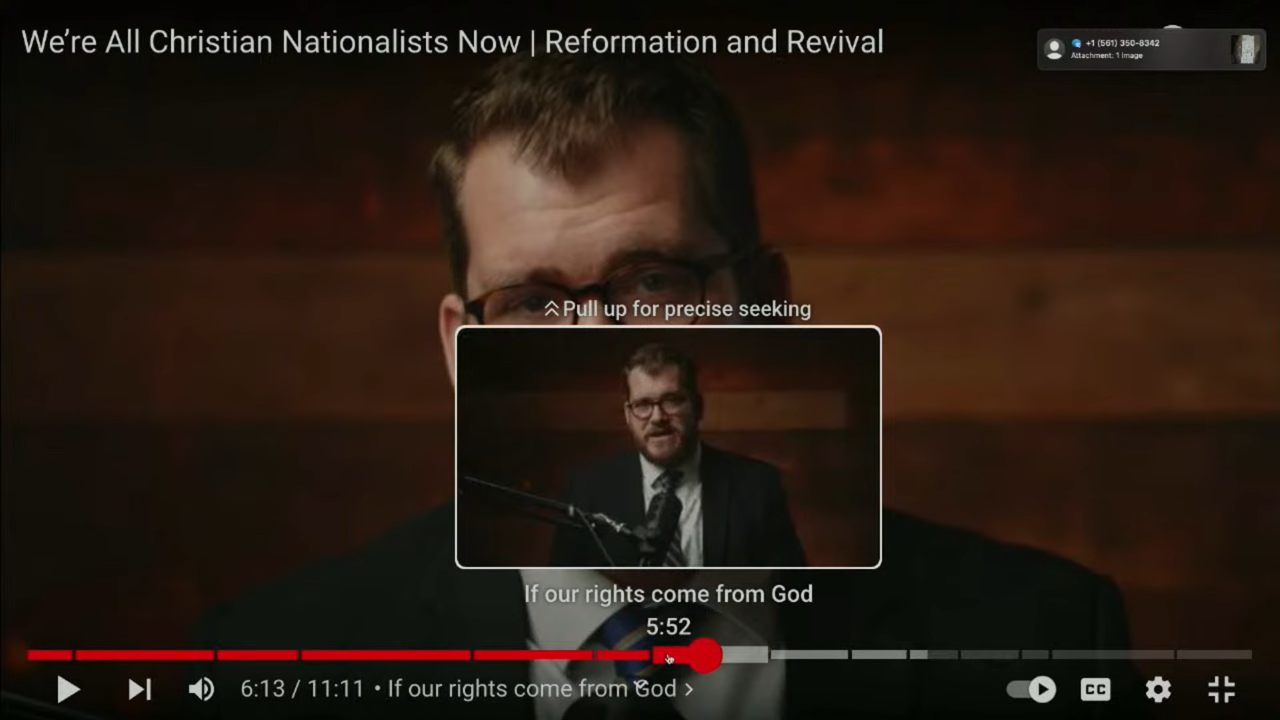 We’re All Christian Nationalists Now | Reformation and Revival
+1 (561) 350-8342
Attachment: 1 Image
Pull up for precise seeking
If our rights come from God
5:52
6:13 / 11:11 • If our rights come from God >
CC